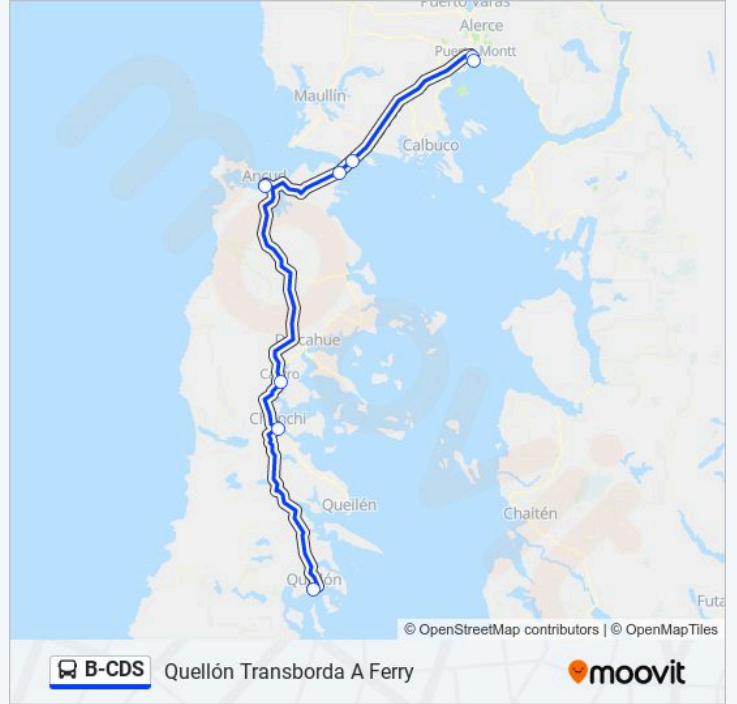 Puerto Varas
Alerce
Puerto Montt
Maullín
Calbuco
Ancud
Dalcahue
Castro
Chonchi
Queilén
Chaitén
Quellón
Futa
© OpenStreetMap contributors | © OpenMapTiles
B-CDS Quellón Transborda A Ferry
moovit